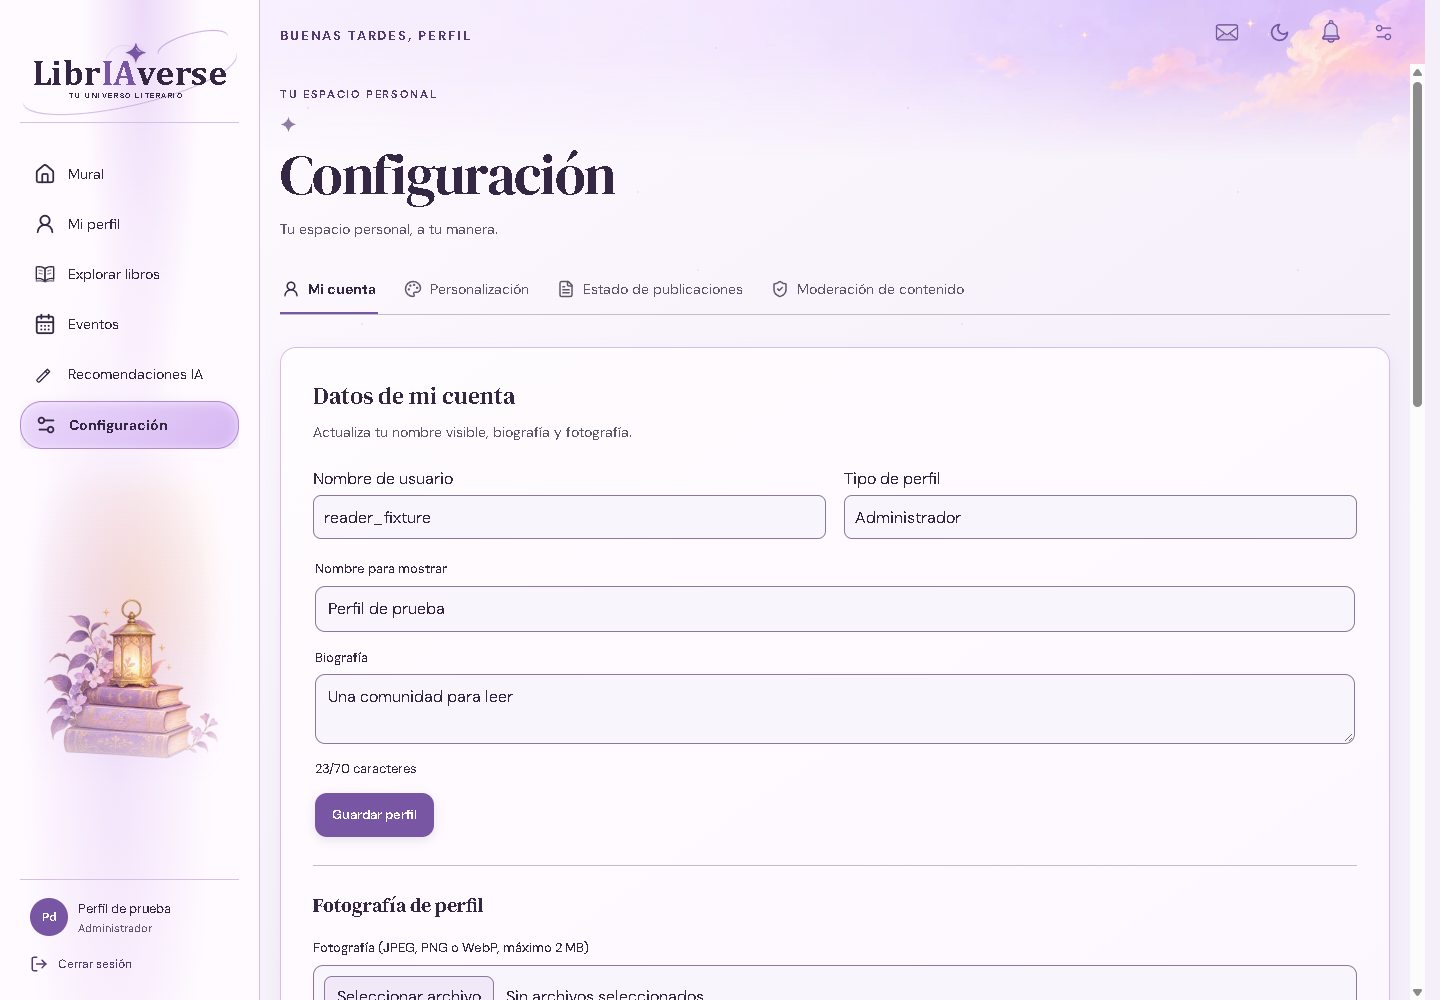 LibrIAverse
TU UNIVERSO LITERARIO
Mural
Mi perfil
Explorar libros
Eventos
Recomendaciones IA
Configuración
Pd
Perfil de prueba
Administrador
Cerrar sesión
BUENAS TARDES, PERFIL
TU ESPACIO PERSONAL
Configuración
Tu espacio personal, a tu manera.
Mi cuenta
Personalización
Estado de publicaciones
Moderación de contenido
Datos de mi cuenta
Actualiza tu nombre visible, biografía y fotografía.
Nombre de usuario
reader_fixture
Tipo de perfil
Administrador
Nombre para mostrar
Perfil de prueba
Biografía
Una comunidad para leer
23/70 caracteres
Guardar perfil
Fotografía de perfil
Fotografía (JPEG, PNG o WebP, máximo 2 MB)
Seleccionar archivo
Sin archivos seleccionados